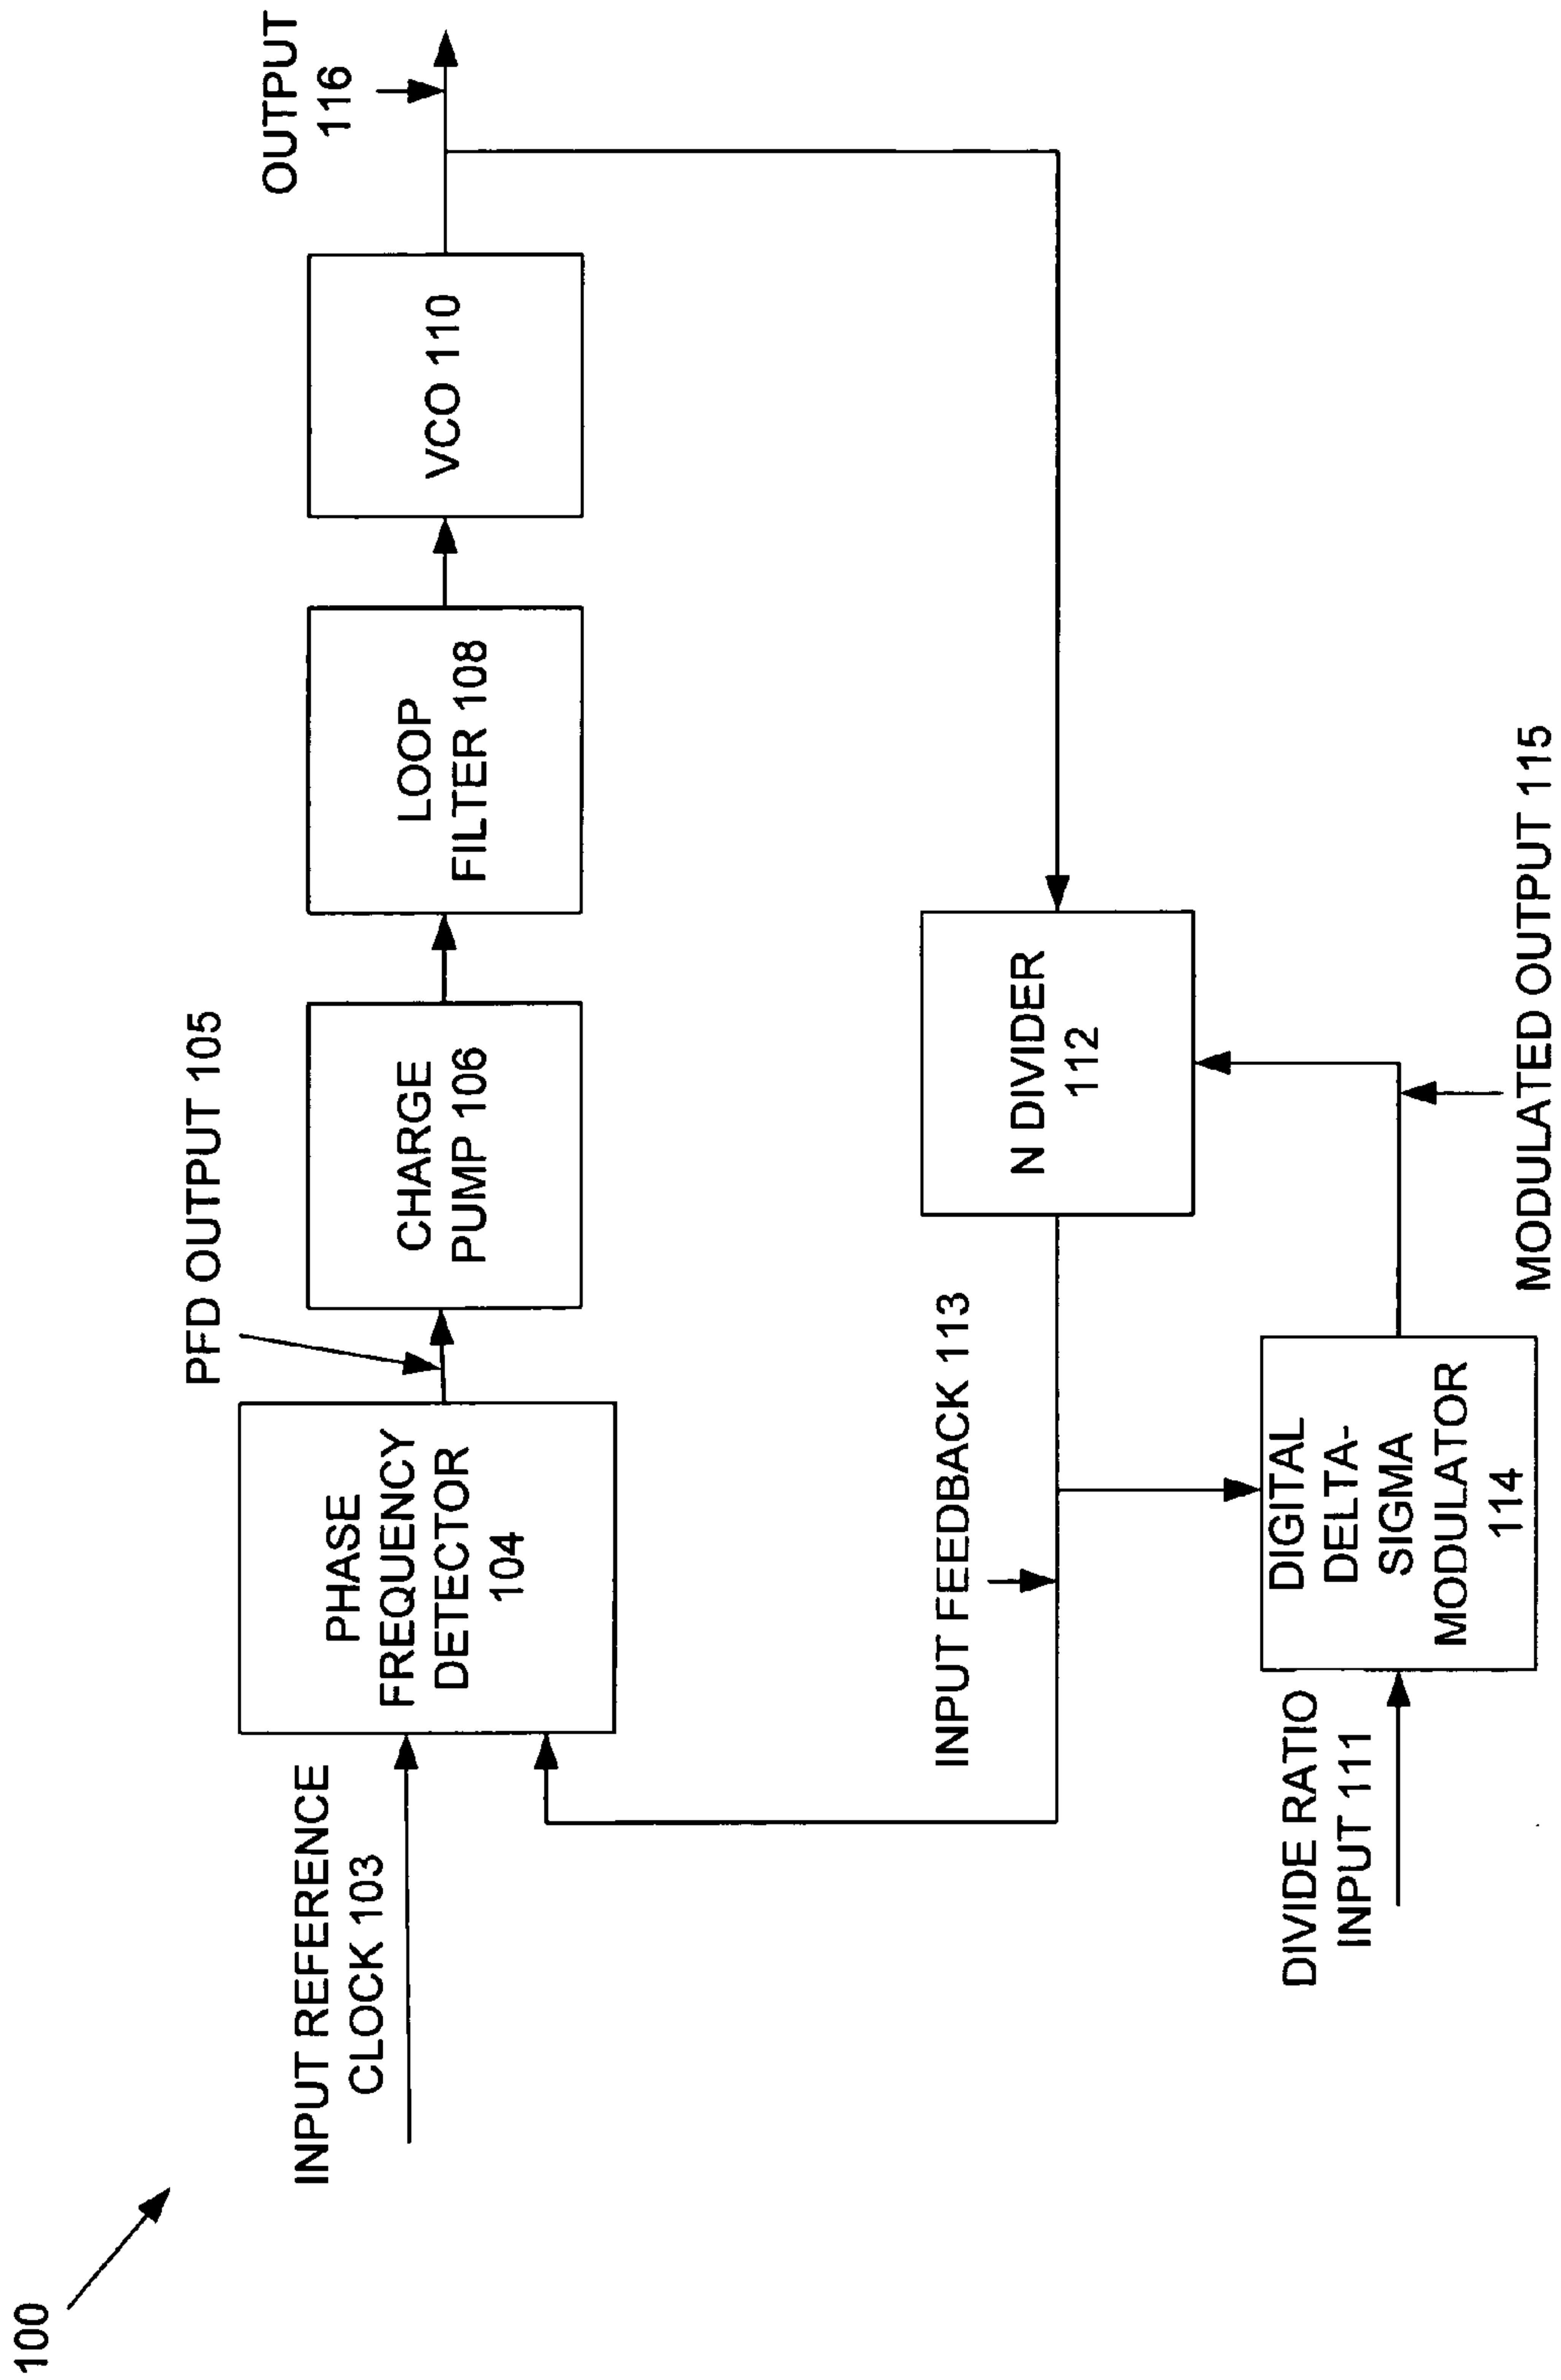 100
INPUT REFERENCE
CLOCK 103
PHASE
FREQUENCY
DETECTOR
104
PFD OUTPUT 105
CHARGE
PUMP 106
LOOP
FILTER 108
VCO 110
OUTPUT
116
INPUT FEEDBACK 113
N DIVIDER
112
DIVIDE RATIO
INPUT 111
DIGITAL
DELTA-
SIGMA
MODULATOR
114
MODULATED OUTPUT 115